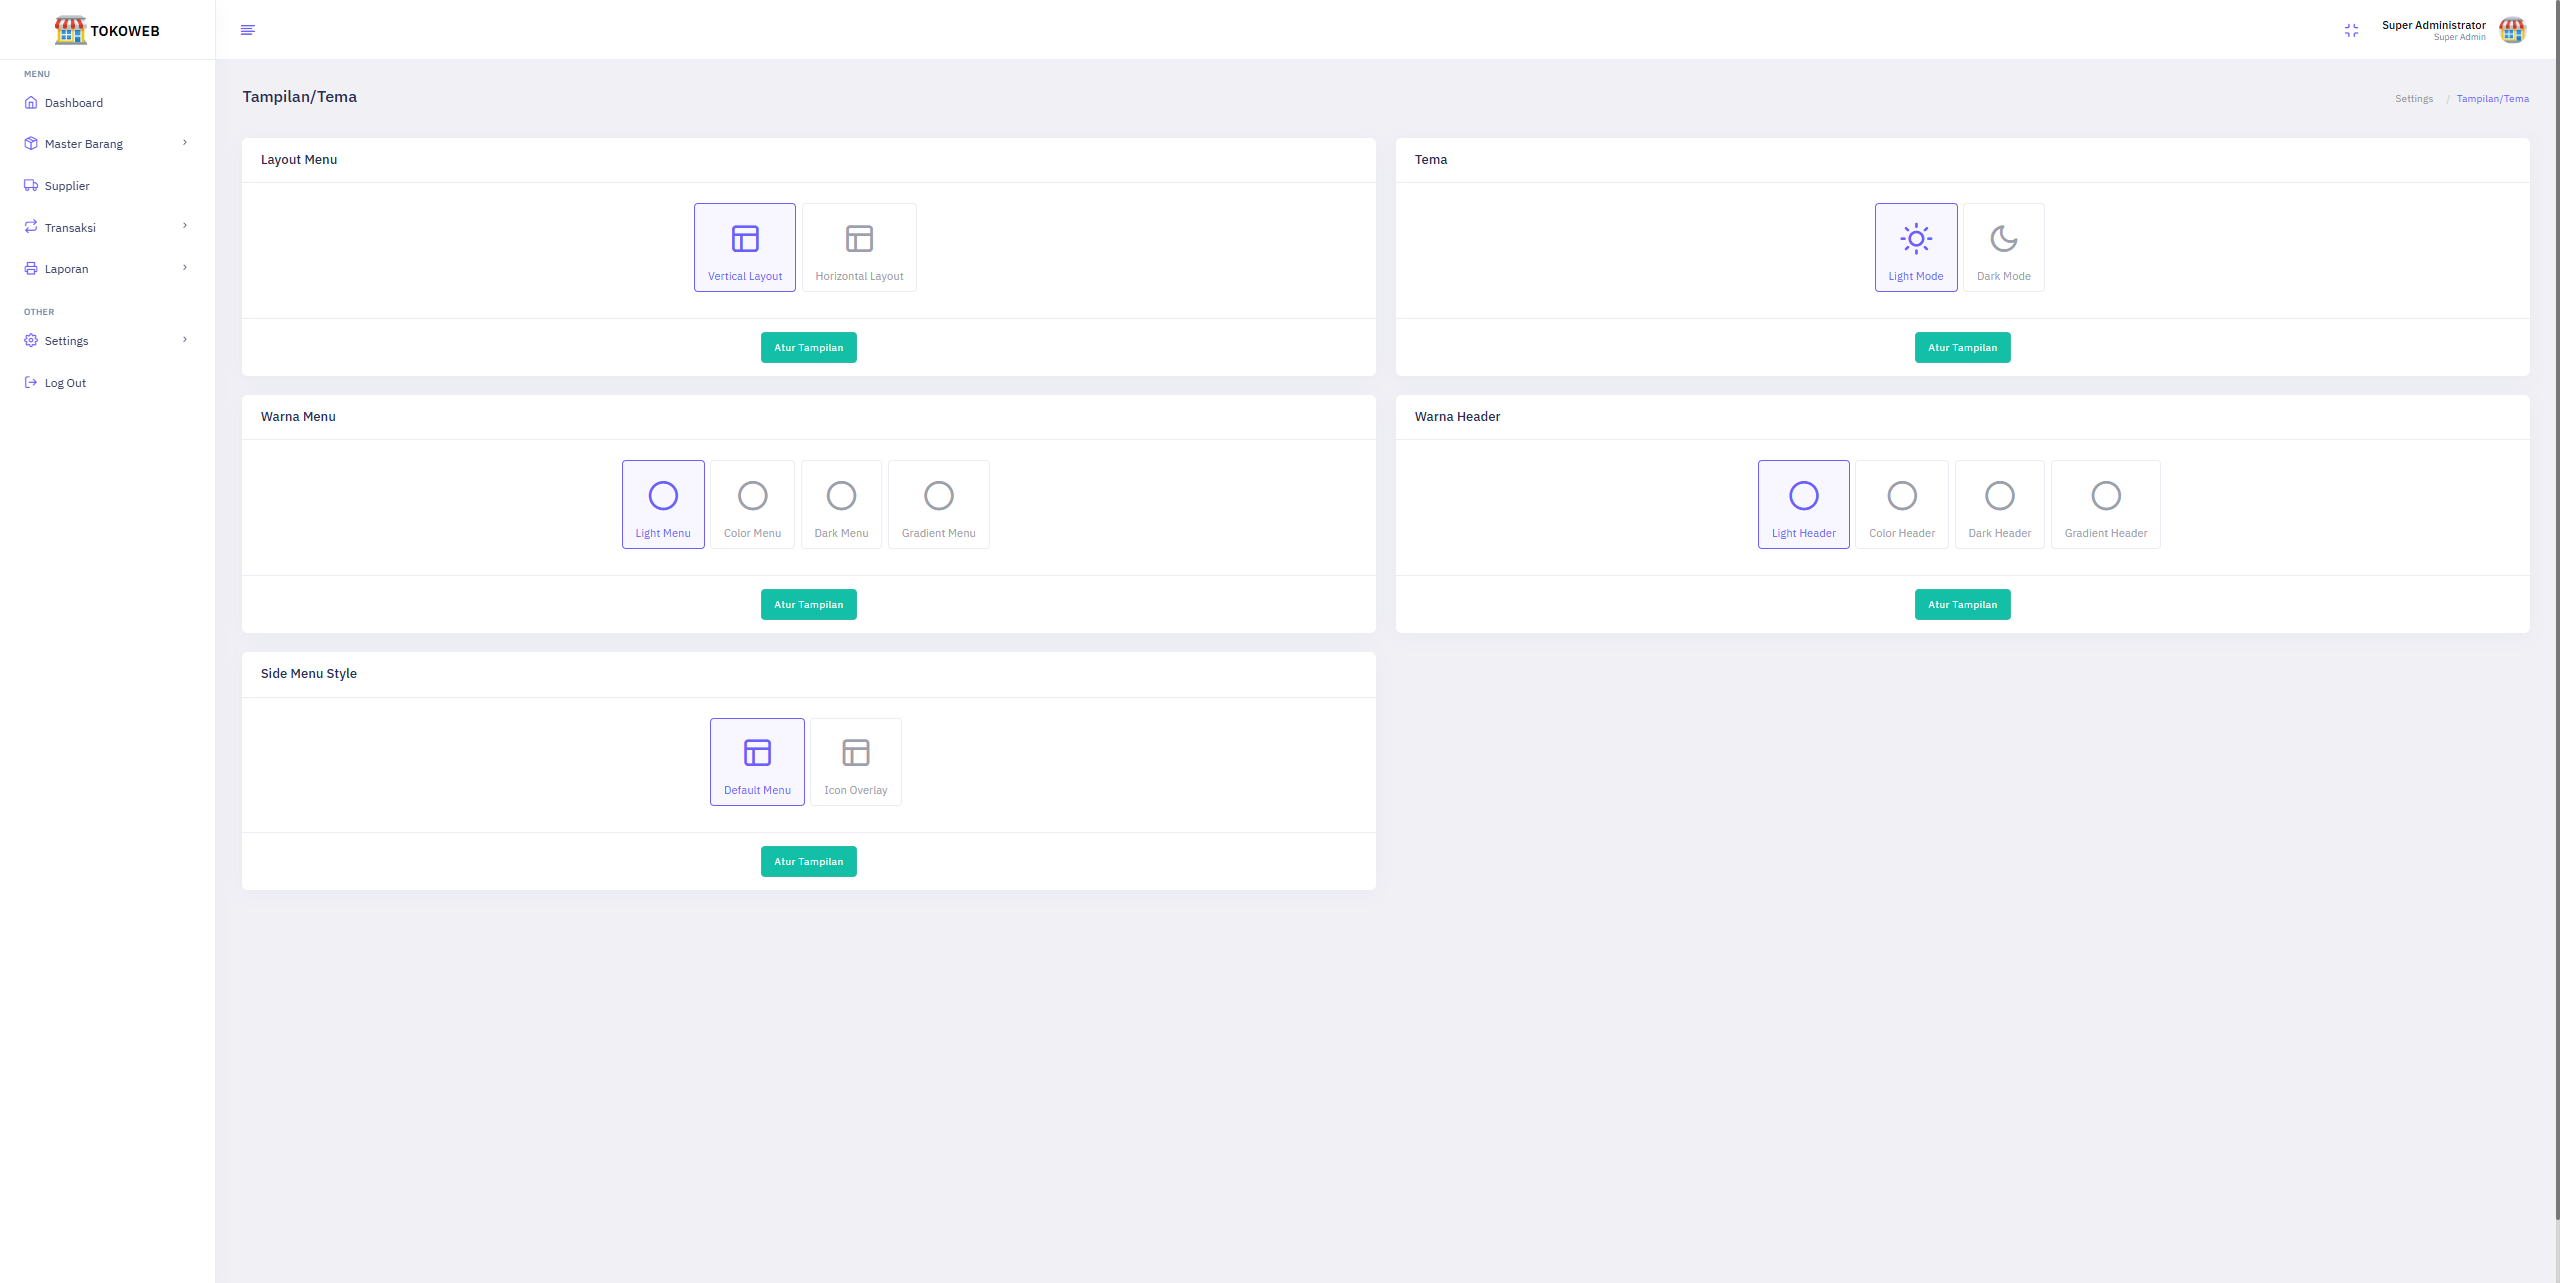 TOKOWEB
Super Administrator
Super Admin
MENU
Dashboard
Master Barang
Supplier
Transaksi
Laporan
OTHER
Settings
Log Out
Tampilan/Tema
Settings / Tampilan/Tema
Layout Menu
Vertical Layout Horizontal Layout
Atur Tampilan
Tema
Light Mode Dark Mode
Atur Tampilan
Warna Menu
Light Menu Color Menu Dark Menu Gradient Menu
Atur Tampilan
Warna Header
Light Header Color Header Dark Header Gradient Header
Atur Tampilan
Side Menu Style
Default Menu Icon Overlay
Atur Tampilan